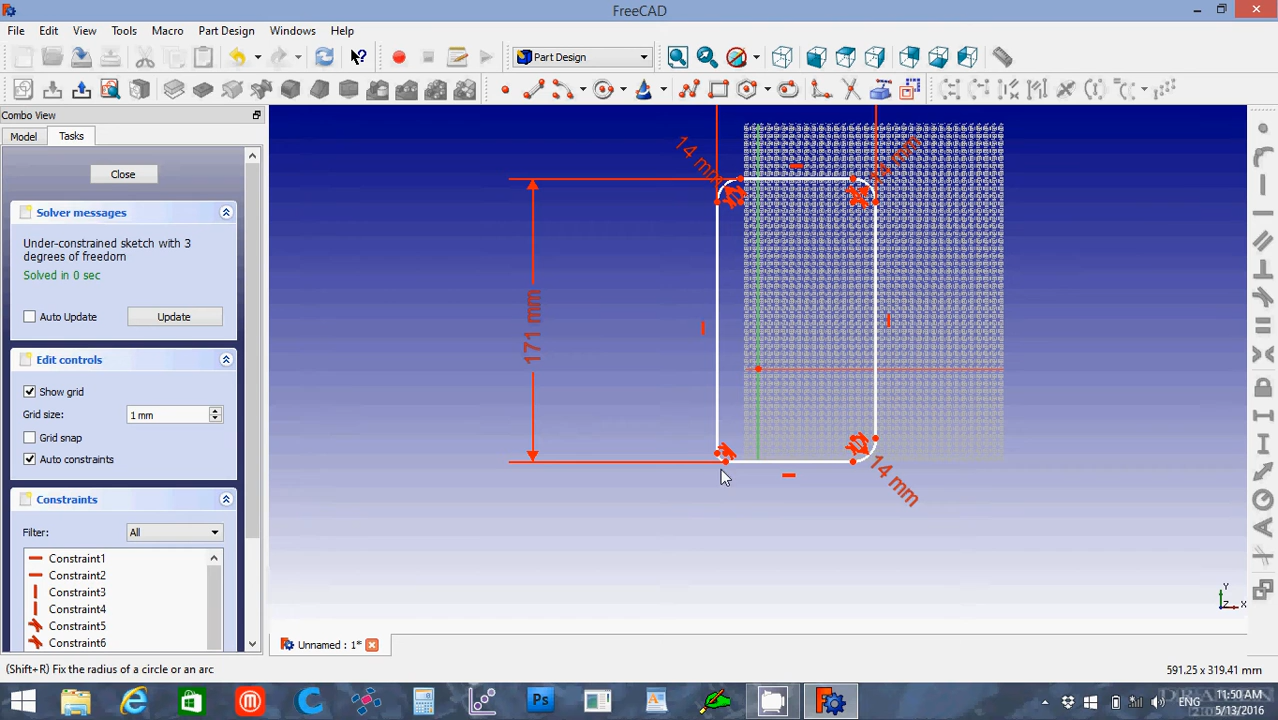 FreeCAD
File Edit View Tools Macro Part Design Windows Help
Part Design
Combo View
Model Tasks
Close
Solver messages
Under-constrained sketch with 3
degrees of freedom
Solved in 0 sec
Auto Update Update
Edit controls
Show grid
Grid size: 1 mm
Grid snap
Auto constraints
Constraints
Filter: All
Constraint1
Constraint2
Constraint3
Constraint4
Constraint5
Constraint6
14 mm
171 mm
14 mm
Y
Z X
Unnamed : 1*
(Shift+R) Fix the radius of a circle or an arc
591.25 x 319.41 mm
Ps
ENG
11:50 AM
5/13/2016